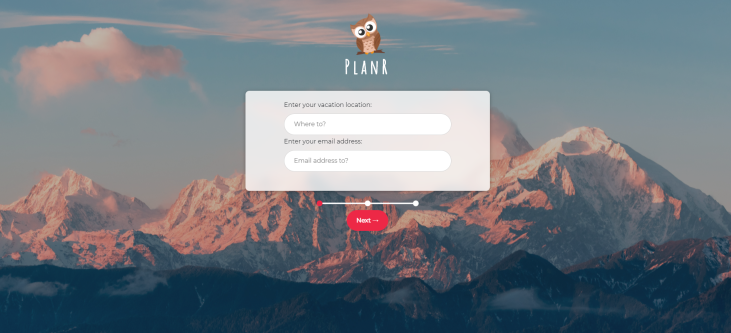 PLANR
Enter your vacation location:
Where to?
Enter your email address:
Email address to?
Next →